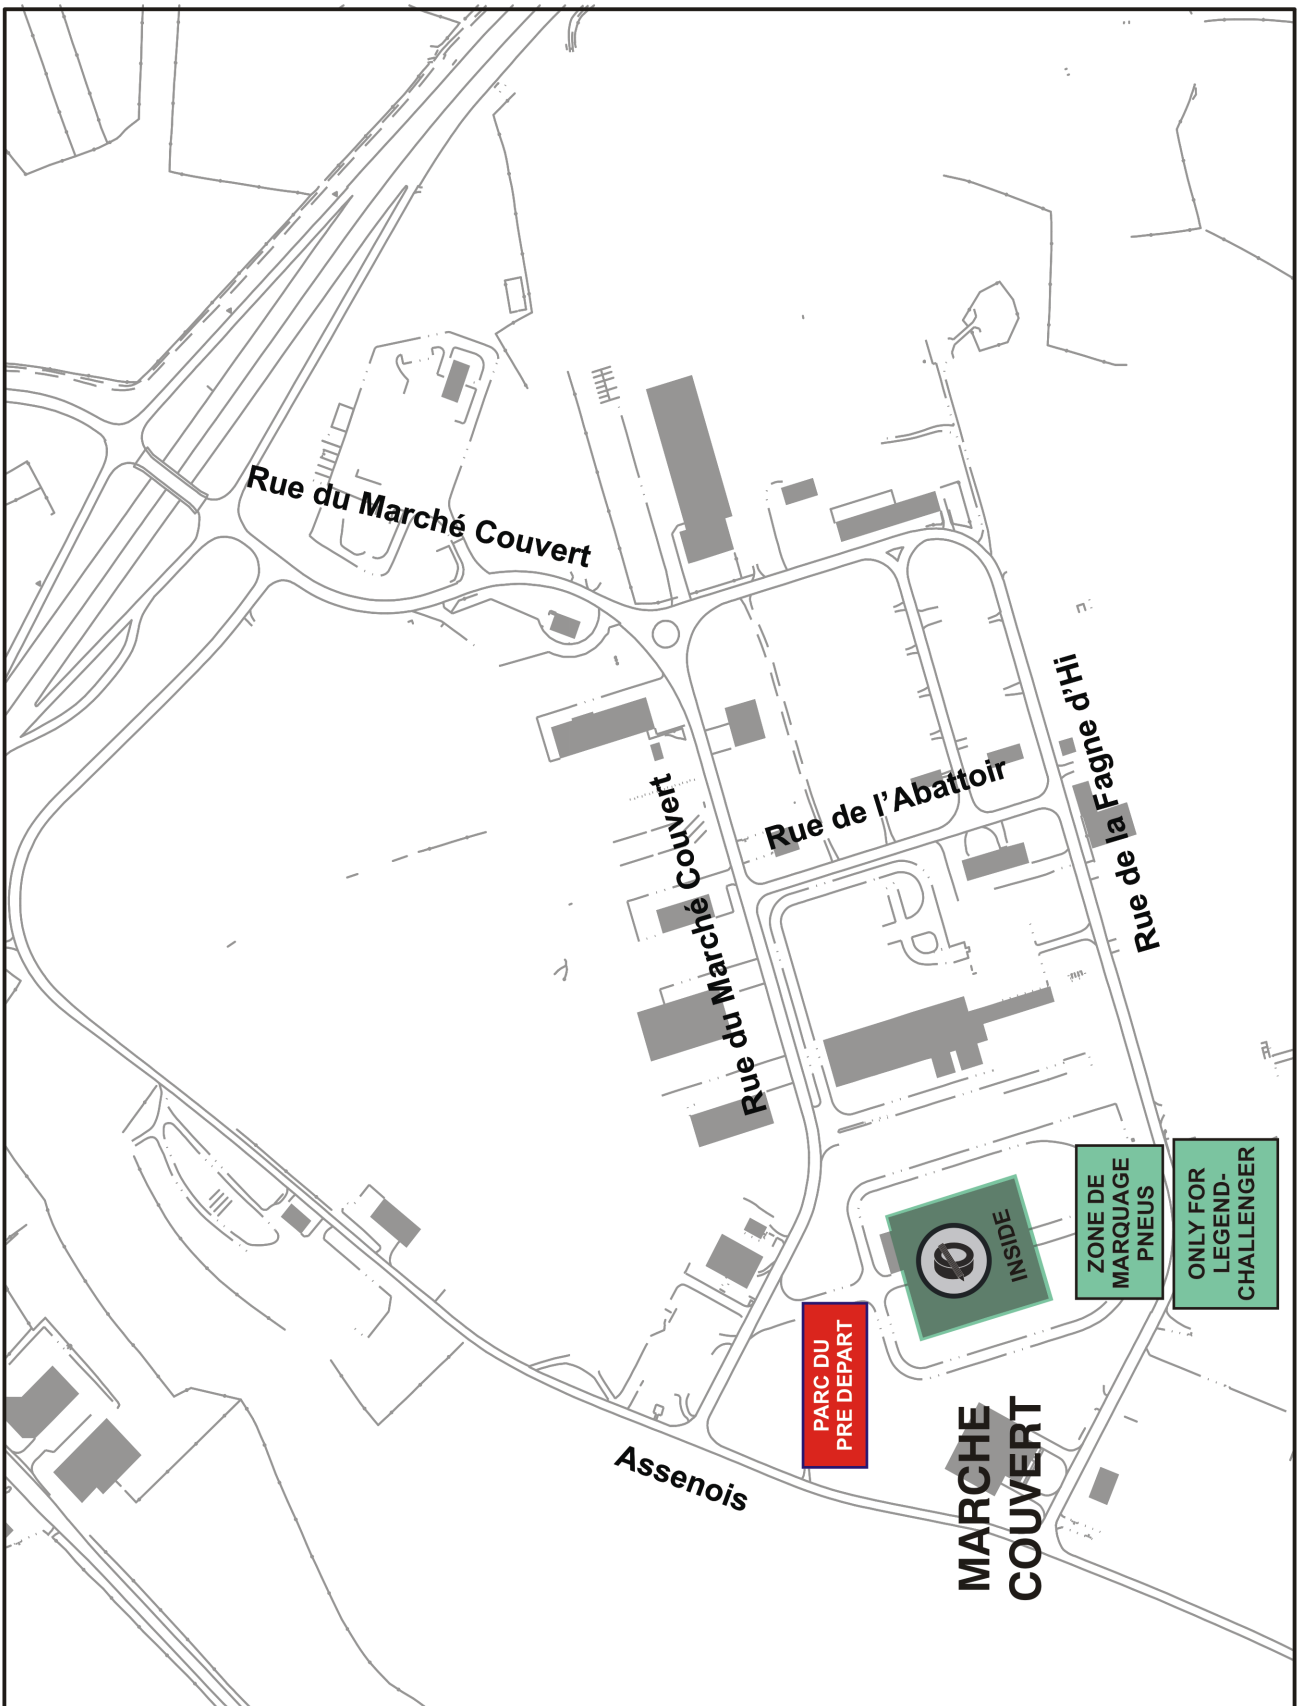 Rue du Marché Couvert
Rue du Marché Couvert
Rue de l'Abattoir
Rue de la Fagne d'Hi
ZONE DE
MARQUAGE
PNEUS
ONLY FOR
LEGEND-
CHALLENGER
INSIDE
PARC DU
PRE DEPART
MARCHE
COUVERT
Assenois